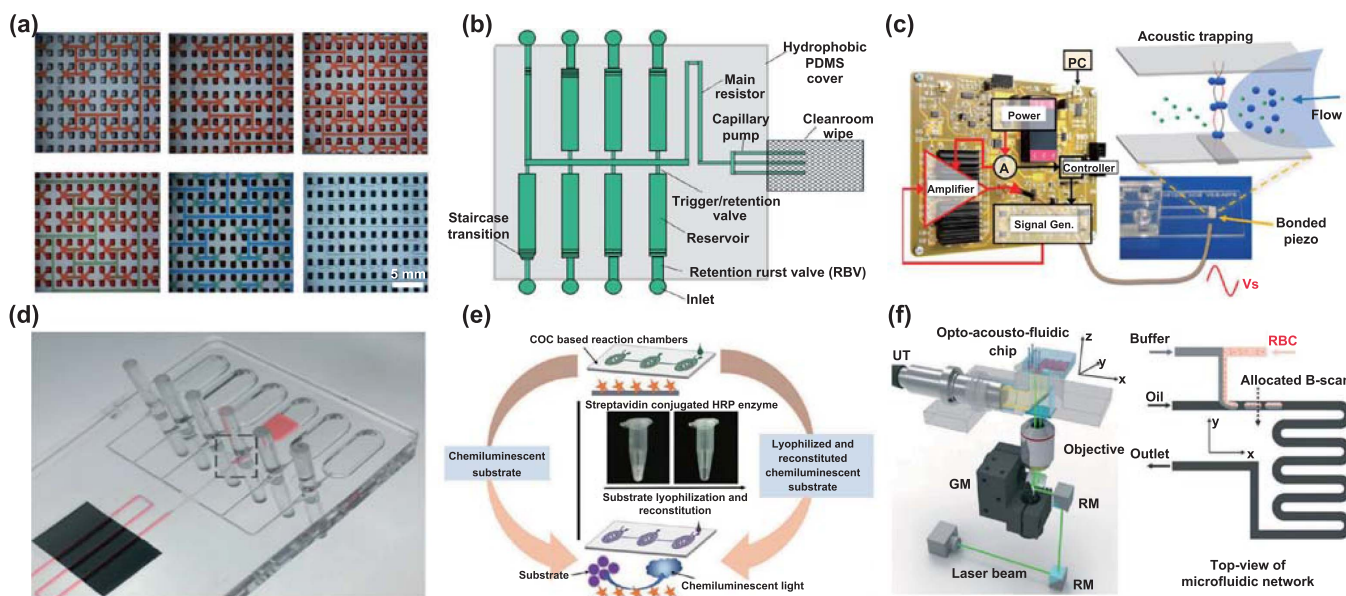 (a)
5 mm
(b)
Hydrophobic
PDMS
cover
Main
resistor
Capillary
pump
Cleanroom
wipe
Trigger/retention
valve
Staircase
transition
Reservoir
Retention rurst valve (RBV)
Inlet
(c)
Acoustic trapping
PC
Power
Flow
A
Controller
Amplifier
Signal Gen.
Bonded
piezo
Vs
(d)
(e)
COC based reaction chambers
Streptavidin conjugated HRP enzyme
Chemiluminescent
substrate
Lyophilized and
reconstituted
chemiluminescent
substrate
Substrate lyophilization and
reconstitution
Substrate
Chemiluminescent light
(f)
Opto-acousto-fluidic
chip
UT
z
y
x
Objective
GM
RM
Laser beam
RM
Buffer
RBC
Allocated B-scan
Oil
y
x
Outlet
Top-view of
microfluidic network